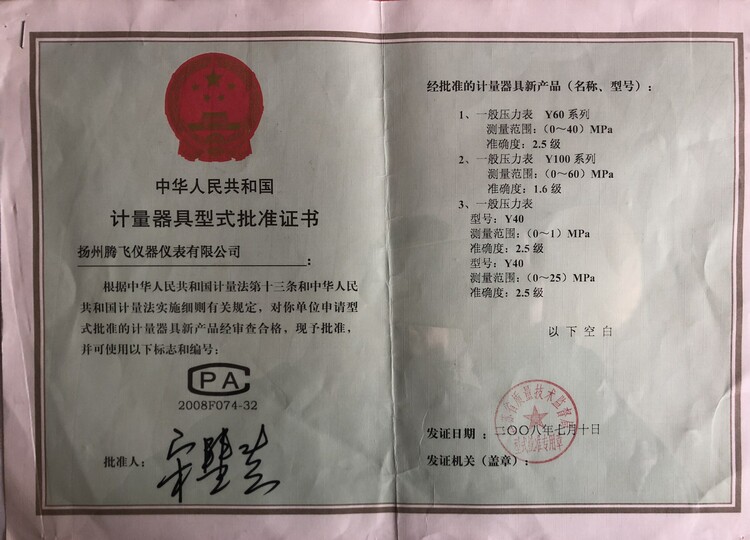 中华人民共和国
计量器具型式批准证书
扬州腾飞仪器仪表有限公司:
根据中华人民共和国计量法第十三条和中华人民
共和国计量法实施细则有关规定，对你单位申请型
式批准的计量器具新产品经审查合格，现予批准，
并可使用以下标志和编号:
CPA
2008F074-32
批准人:
经批准的计量器具新产品（名称、型号）:
1、一般压力表 Y60系列
测量范围:（0～40）MPa
准确度: 2.5级
2、一般压力表 Y100系列
测量范围:（0～60）MPa
准确度: 1.6级
3、一般压力表
型号: Y40
测量范围:（0～1）MPa
准确度: 2.5级
型号: Y40
测量范围:（0～25）MPa
准确度: 2.5级
以下空白
发证日期: 二〇〇八年七月十日
发证机关（盖章）: